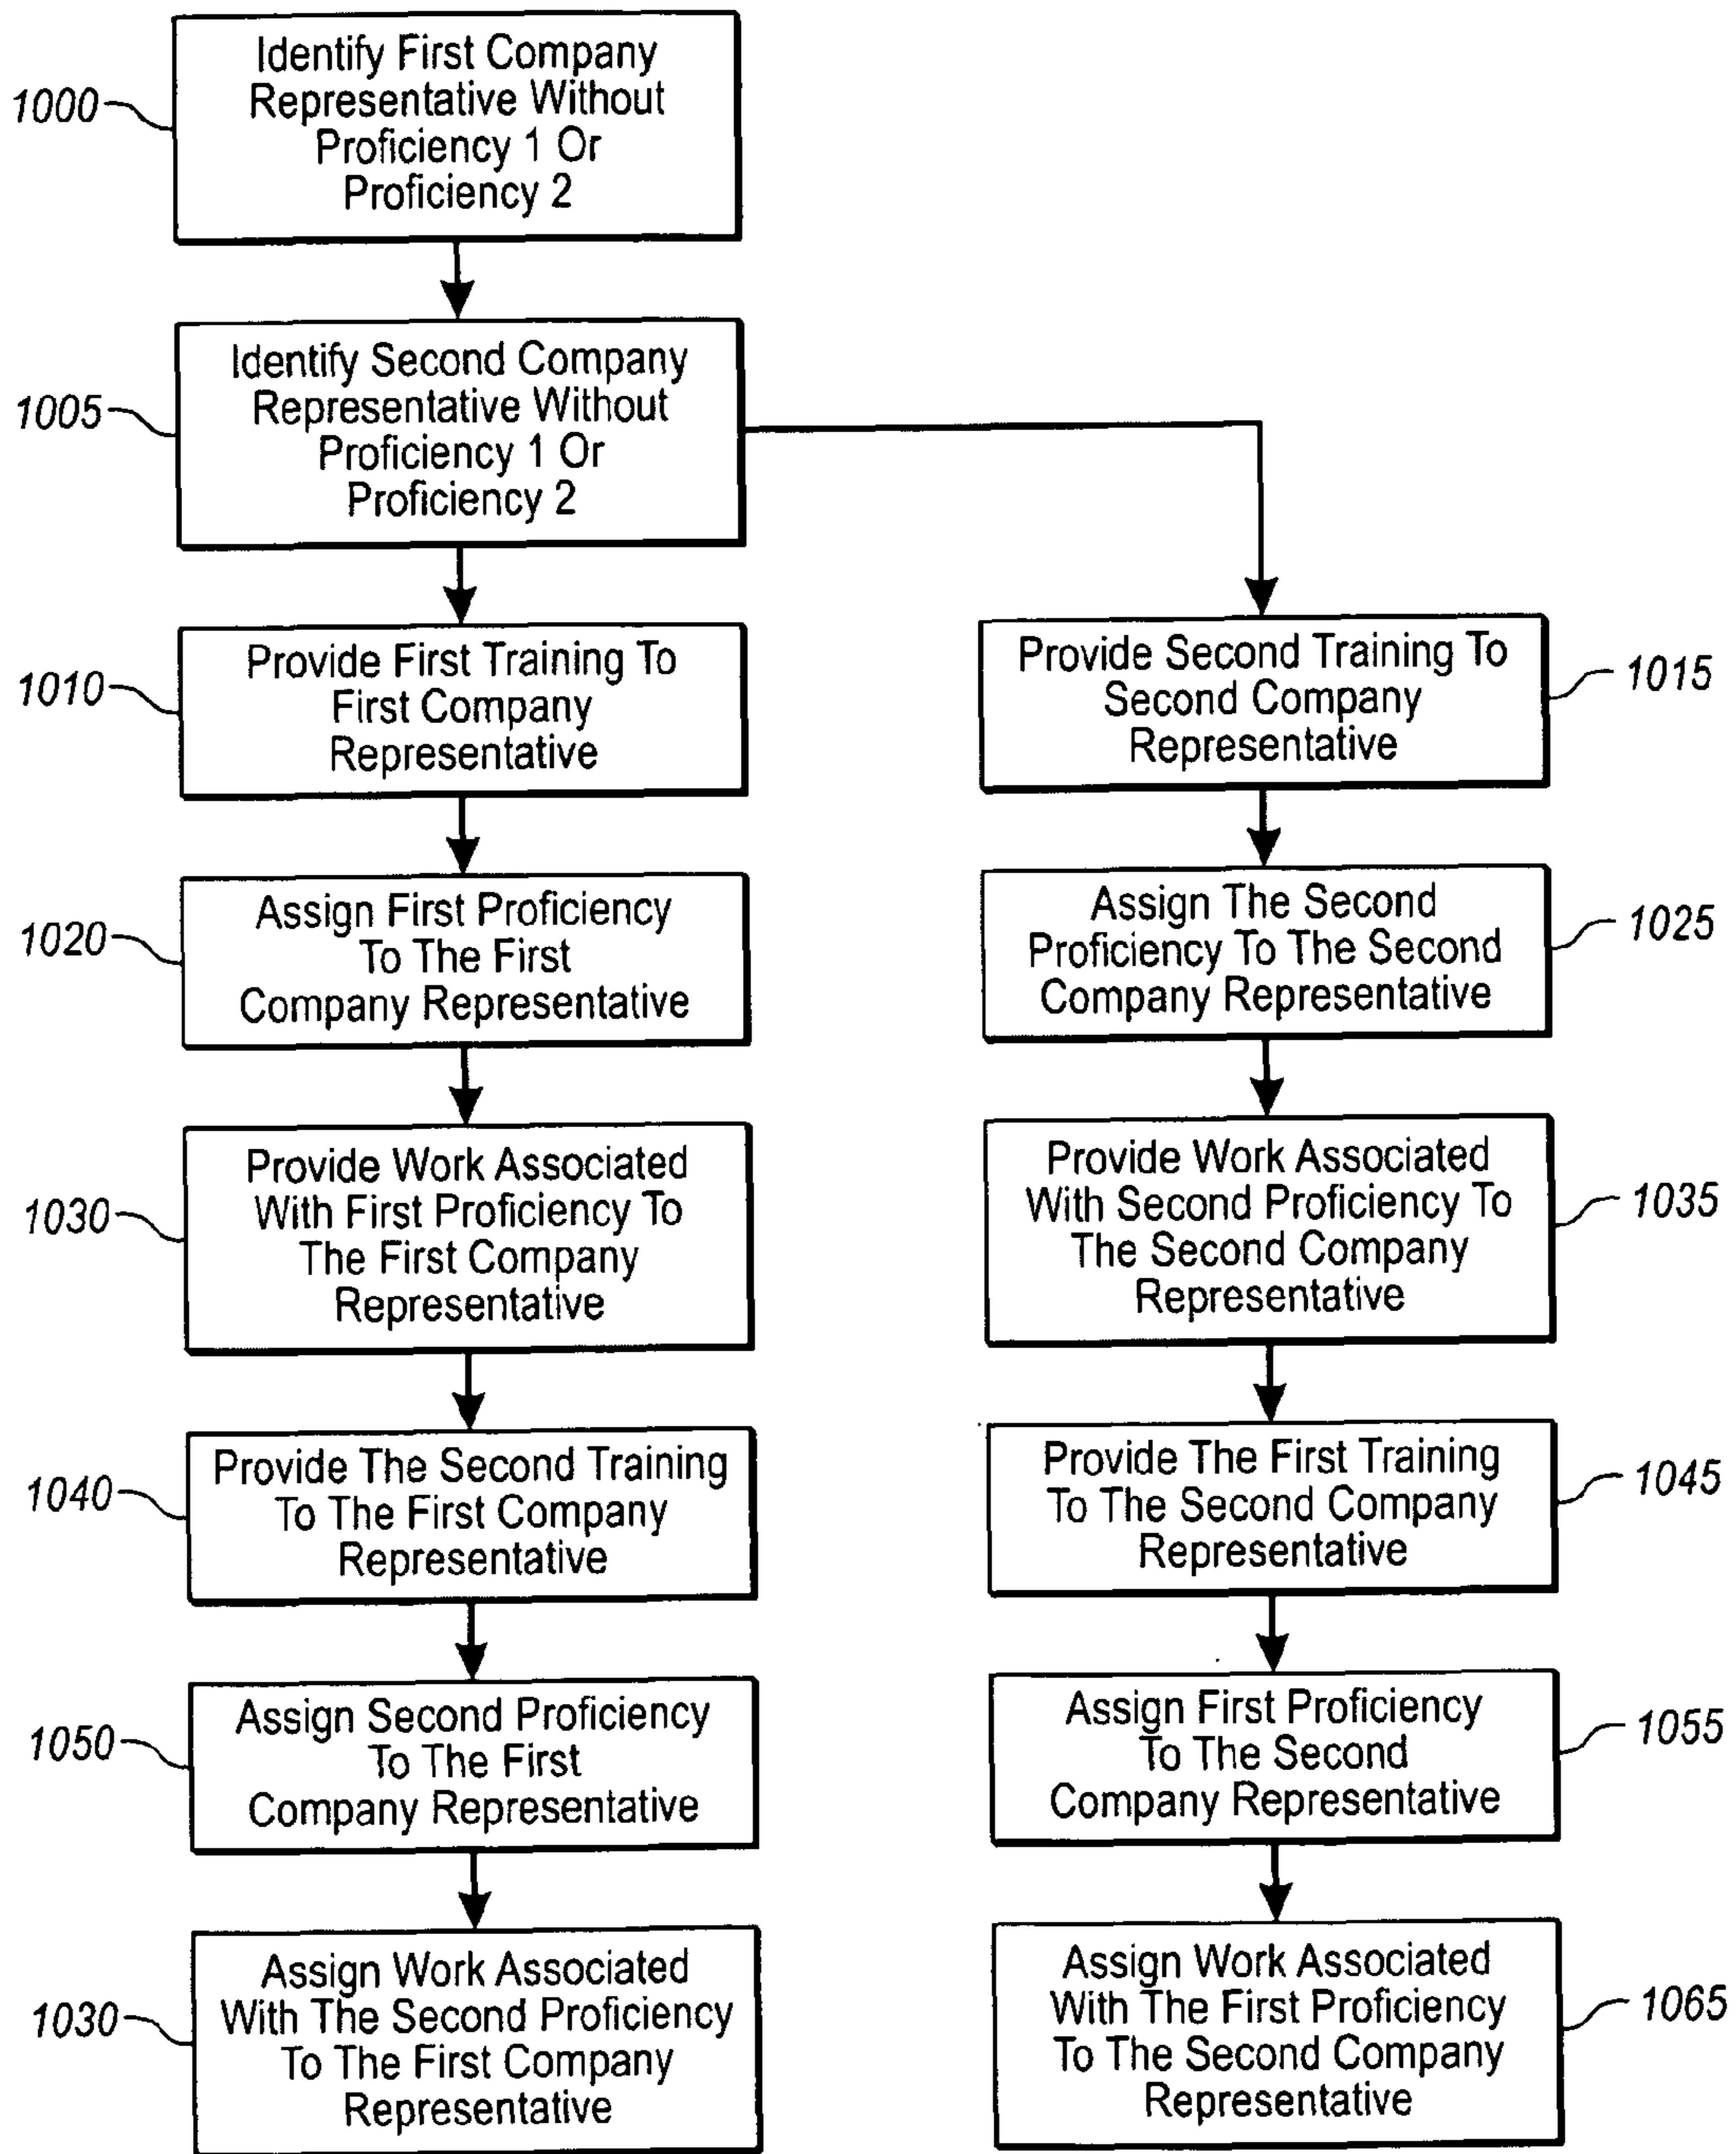 1000
Identify First Company
Representative Without
Proficiency 1 Or
Proficiency 2
1005
Identify Second Company
Representative Without
Proficiency 1 Or
Proficiency 2
1010
Provide First Training To
First Company
Representative
Provide Second Training To
Second Company
Representative
1015
1020
Assign First Proficiency
To The First
Company Representative
Assign The Second
Proficiency To The Second
Company Representative
1025
1030
Provide Work Associated
With First Proficiency To
The First Company
Representative
Provide Work Associated
With Second Proficiency To
The Second Company
Representative
1035
1040
Provide The Second Training
To The First Company
Representative
Provide The First Training
To The Second Company
Representative
1045
1050
Assign Second Proficiency
To The First
Company Representative
Assign First Proficiency
To The Second
Company Representative
1055
1030
Assign Work Associated
With The Second Proficiency
To The First Company
Representative
Assign Work Associated
With The First Proficiency
To The Second Company
Representative
1065